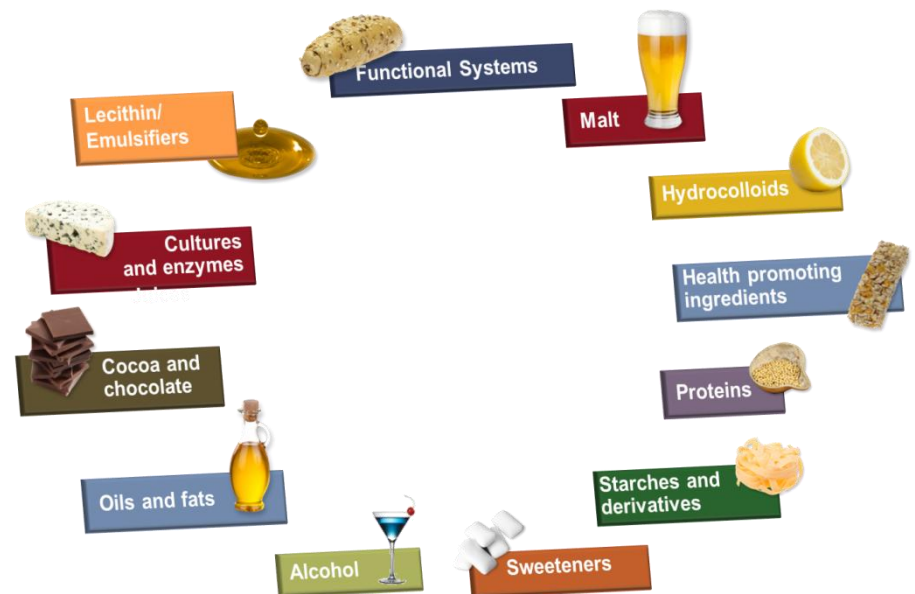 Functional Systems
Malt
Hydrocolloids
Health promoting
ingredients
Proteins
Starches and
derivatives
Sweeteners
Alcohol
Oils and fats
Cocoa and
chocolate
Cultures
and enzymes
Lecithin/
Emulsifiers